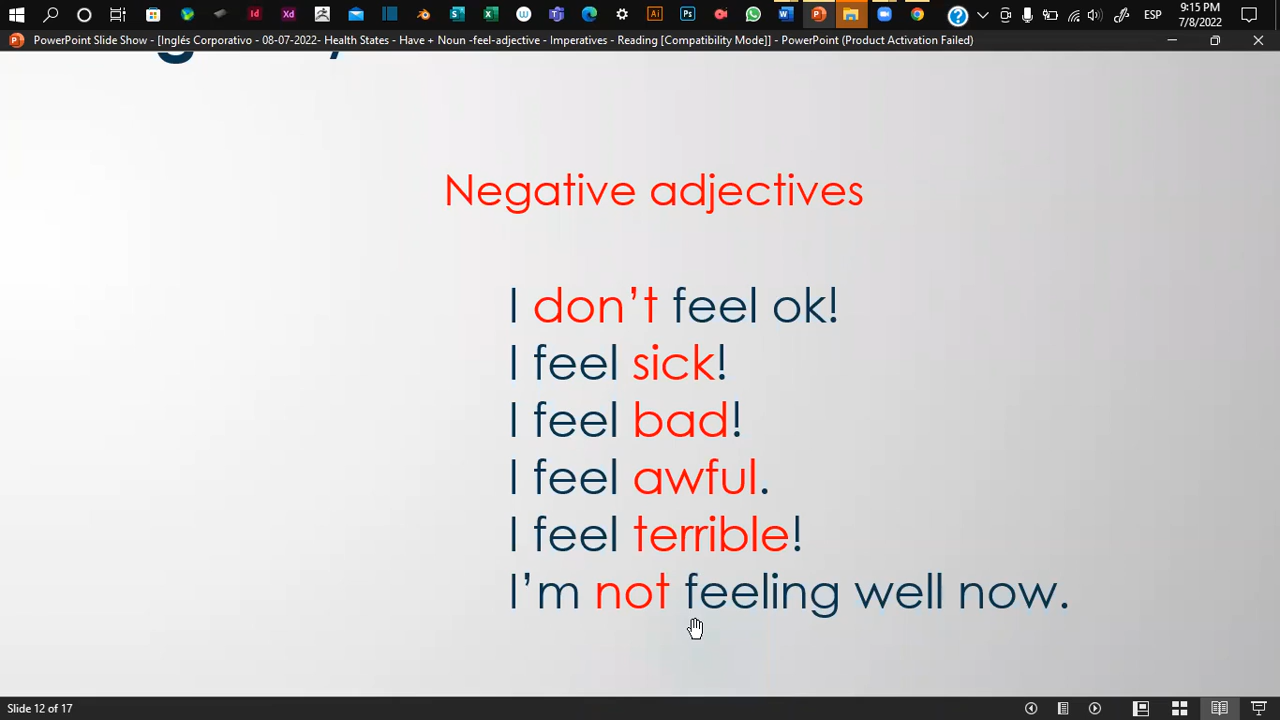 9:15 PM
ESP
7/8/2022
PowerPoint Slide Show - [Inglés Corporativo - 08-07-2022- Health States - Have + Noun -feel-adjective - Imperatives - Reading [Compatibility Mode]] - PowerPoint (Product Activation Failed)
Negative adjectives
I don't feel ok!
I feel sick!
I feel bad!
I feel awful.
I feel terrible!
I'm not feeling well now.
Slide 12 of 17